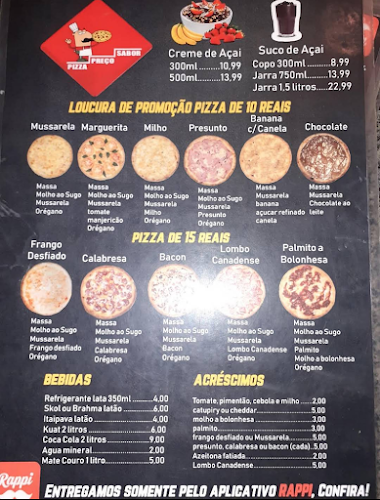 SABOR
PREÇO
PIZZA
Creme de Açai
300ml..........10,99
500ml..........13,99
Suco de Açai
Copo 300ml........8,99
Jarra 750ml........13,99
Jarra 1,5 litros.....22,99
LOUCURA DE PROMOÇÃO PIZZA DE 10 REAIS
Mussarela
Massa
Molho ao Sugo
Mussarela
Orégano
Marguerita
Massa
Molho ao Sugo
Mussarela
tomate
manjericão
Orégano
Milho
Massa
Molho ao Sugo
Mussarela
Milho
Orégano
Presunto
Massa
Molho ao Sugo
Mussarela
Presunto
Orégano
Banana
c/ Canela
Massa
Mussarela
banana
açucar refinado
canela
Chocolate
Massa
Chocolate ao
leite
PIZZA DE 15 REAIS
Frango
Desfiado
Massa
Molho ao Sugo
Mussarela
Frango desfiado
Orégano
Calabresa
Massa
Molho ao Sugo
Mussarela
Calabresa
Orégano
Bacon
Massa
Molho ao Sugo
Mussarela
Bacon
Orégano
Lombo
Canadense
Massa
Molho ao Sugo
Mussarela
Lombo Canadense
Orégano
Palmito a
Bolonhesa
Massa
Molho ao Sugo
Mussarela
Palmito
Molho a bolonhesa
Orégano
BEBIDAS
Refrigerante lata 350ml..........4,00
Skol ou Brahma latão............6,00
Itaipava latão....................6,00
Kuat 2 litros.....................6,00
Coca Cola 2 litros...............9,00
Agua mineral.....................2,00
Mate Couro 1 litro...............5,00
ACRÉSCIMOS
Tomate, pimentão, cebola e milho ...2,00
catupiry ou cheddar...............5,00
molho a bolonhesa ................3,00
palmito...........................3,00
frango desfiado ou Mussarela......5,00
presunto, calabresa ou bacon (cada)..5,00
Azeitona fatiada..................2,00
Lombo Canadense...................5,00
Rappi
ENTREGAMOS SOMENTE PELO APLICATIVO RAPPI. CONFIRA!